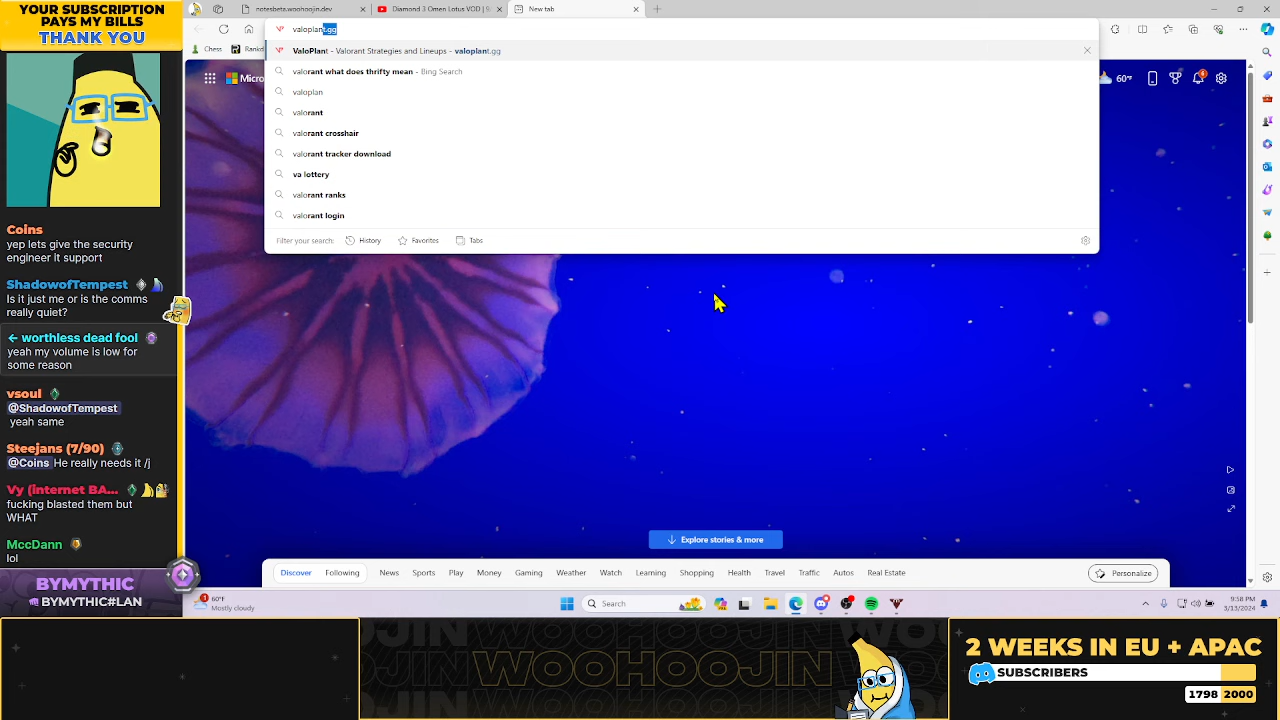 YOUR SUBSCRIPTION
PAYS MY BILLS
THANK YOU
Coins
yep lets give the security
engineer it support
ShadowofTempest
Is it just me or is the comms
really quiet?
← worthless dead fool
yeah my volume is low for
some reason
vsoul
@ShadowofTempest
yeah same
Steejans (7/90)
@Coins He really needs it /j
Vy (internet BA...
fucking blasted them but
WHAT
MccDann
lol
BYMYTHIC
BYMYTHIC#LAN
notesbeta.woohoojin.dev
Diamond 3 Omen Lotus VOD | B
New tab
valoplant.gg
Chess
Rankd
ValoPlant - Valorant Strategies and Lineups - valoplant.gg
valorant what does thrifty mean - Bing Search
valoplan
valorant
valorant crosshair
valorant tracker download
va lottery
valorant ranks
valorant login
Filter your search:
History
Favorites
Tabs
Micro
60°F
6
Explore stories & more
Discover
Following
News
Sports
Play
Money
Gaming
Weather
Watch
Learning
Shopping
Health
Travel
Traffic
Autos
Real Estate
Personalize
1
60°F
Mostly cloudy
Search
9:58 PM
3/13/2024
WOOHOOJIN
2 WEEKS IN EU + APAC
SUBSCRIBERS
1798 2000